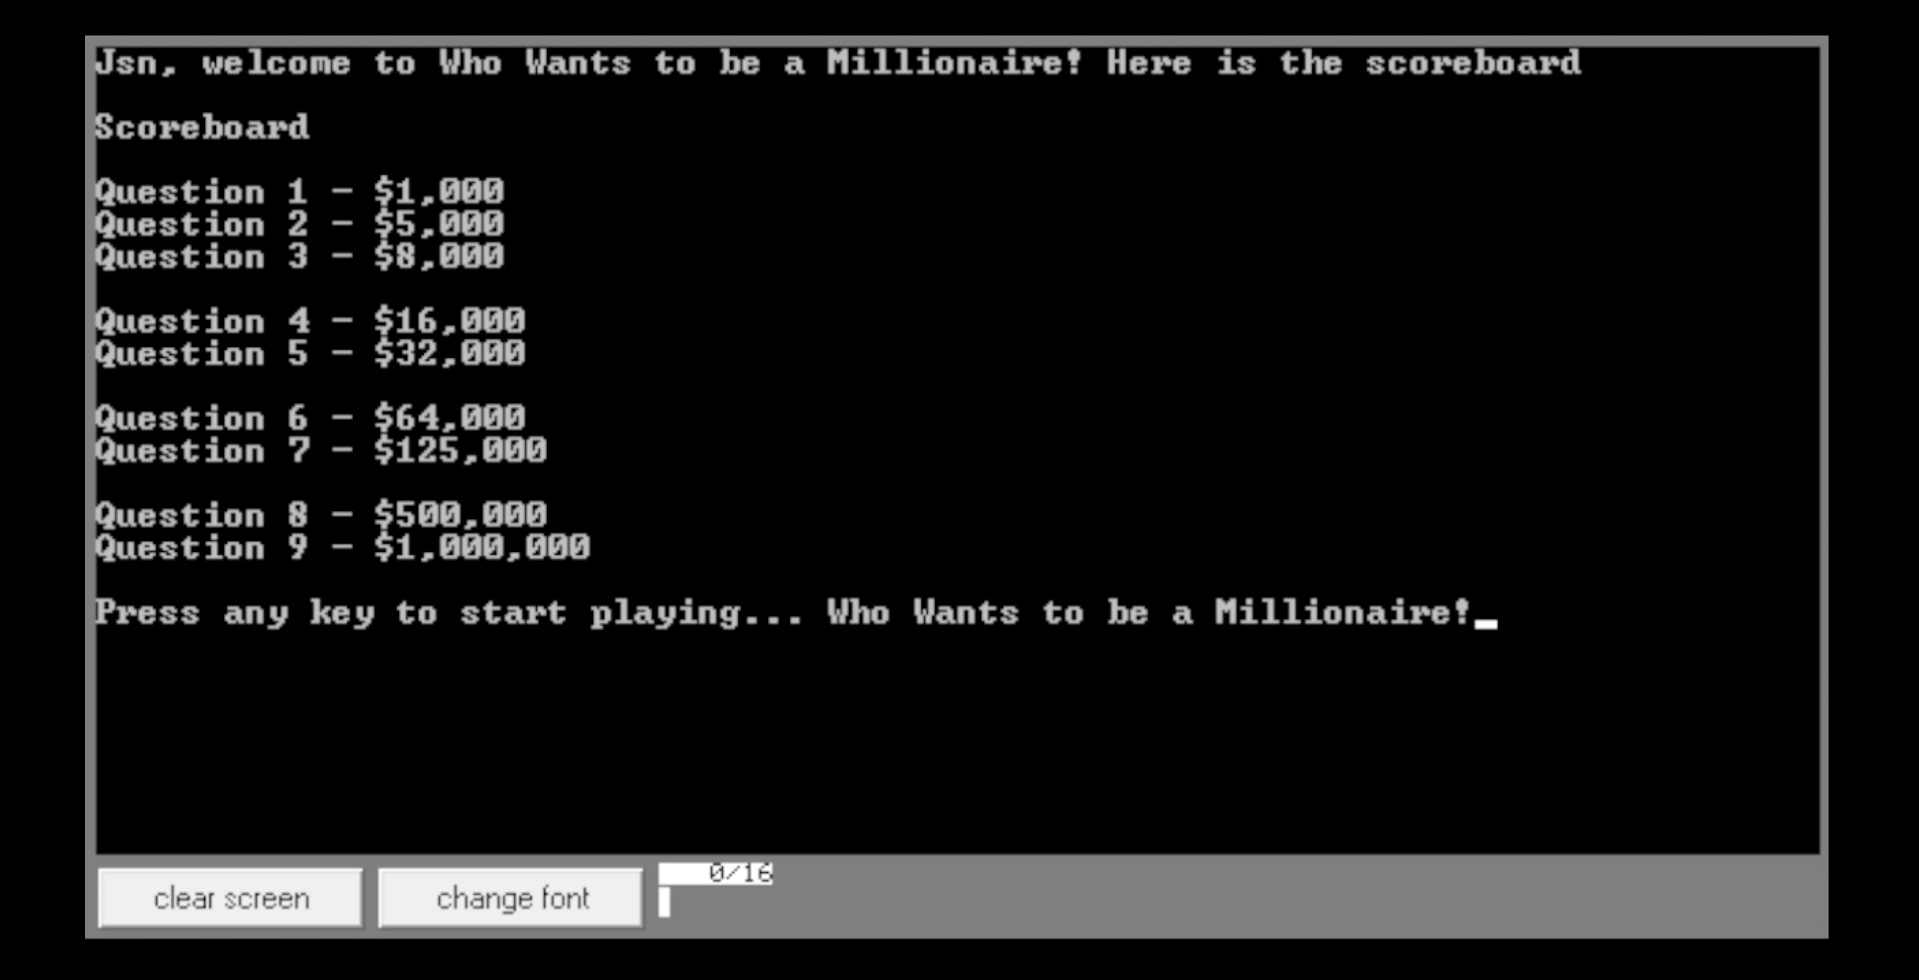 Jsn, welcome to Who Wants to be a Millionaire! Here is the scoreboard
Scoreboard
Question 1 - $1,000
Question 2 - $5,000
Question 3 - $8,000
Question 4 - $16,000
Question 5 - $32,000
Question 6 - $64,000
Question 7 - $125,000
Question 8 - $500,000
Question 9 - $1,000,000
Press any key to start playing... Who Wants to be a Millionaire!_
0/16
clear screen
change font